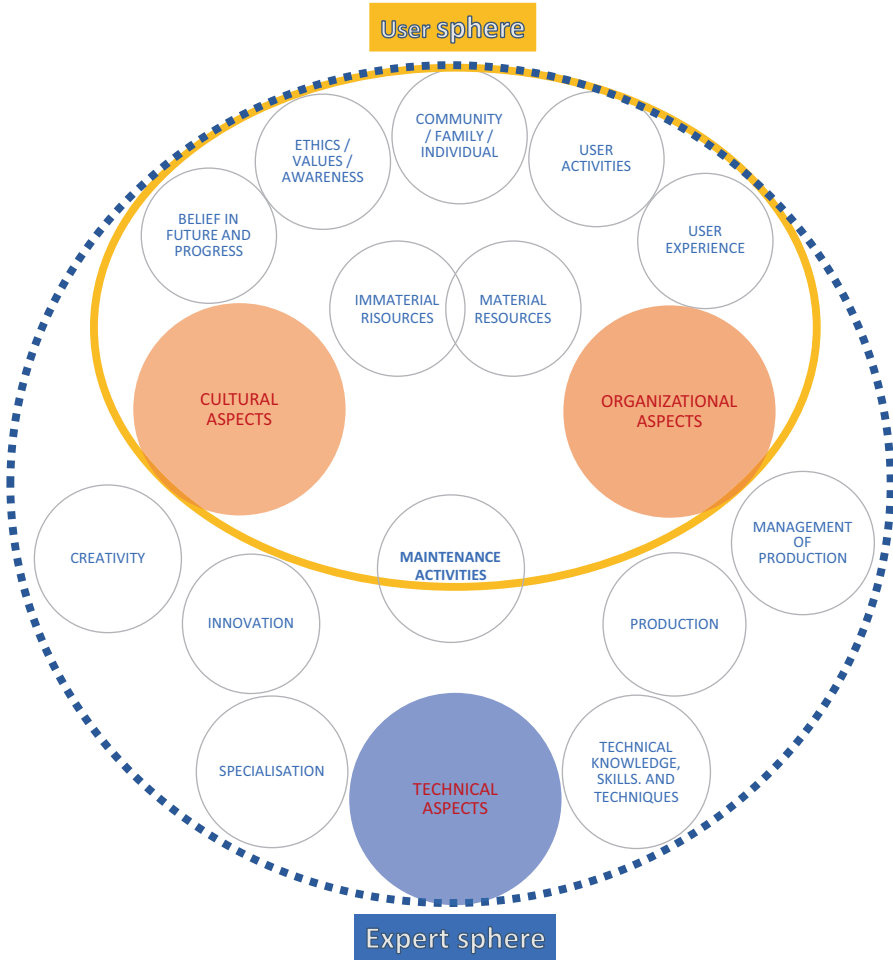 User sphere
COMMUNITY
/ FAMILY /
INDIVIDUAL
ETHICS /
VALUES /
AWARENESS
USER
ACTIVITIES
BELIEF IN
FUTURE AND
PROGRESS
USER
EXPERIENCE
IMMATERIAL
RISOURCES
MATERIAL
RESOURCES
CULTURAL
ASPECTS
ORGANIZATIONAL
ASPECTS
CREATIVITY
MAINTENANCE
ACTIVITIES
MANAGEMENT
OF
PRODUCTION
INNOVATION
PRODUCTION
SPECIALISATION
TECHNICAL
ASPECTS
TECHNICAL
KNOWLEDGE,
SKILLS. AND
TECHNIQUES
Expert sphere